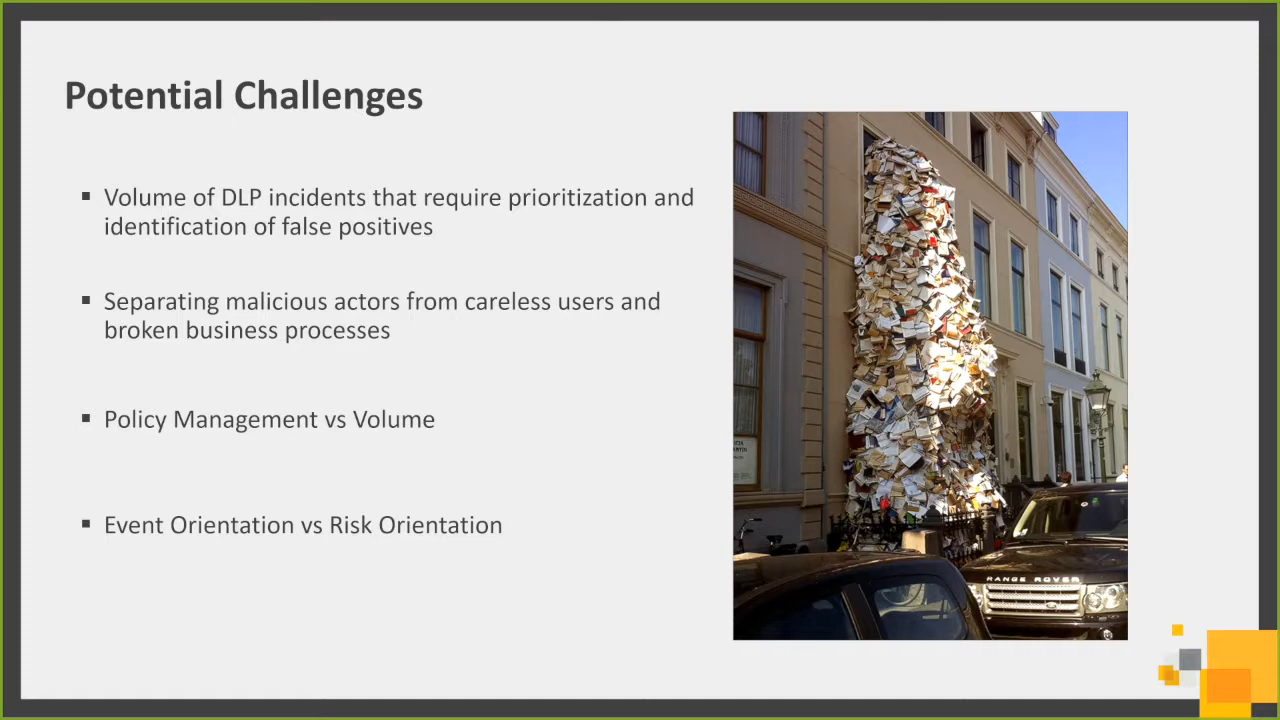 Potential Challenges
Volume of DLP incidents that require prioritization and
identification of false positives
Separating malicious actors from careless users and
broken business processes
Policy Management vs Volume
Event Orientation vs Risk Orientation
RANGE ROVER